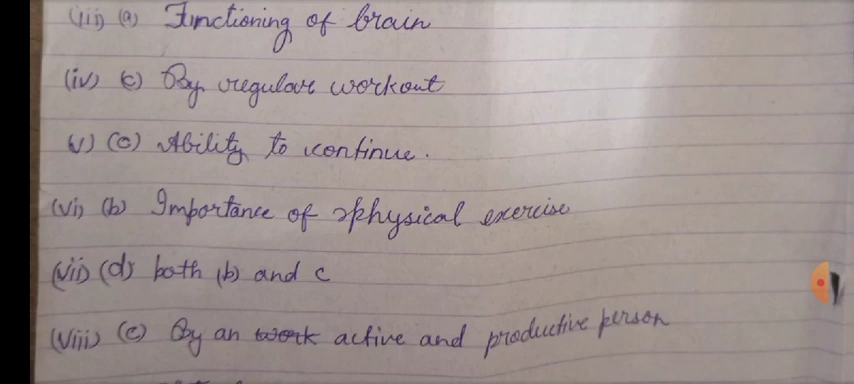 (iii) (a) Functioning of brain
(iv) (c) By regular workout
v) (c) Ability to continue.
(vi) (b) Importance of physical exercise
(vii) (d) both (b) and c
(viii) (c) By an work active and productive person